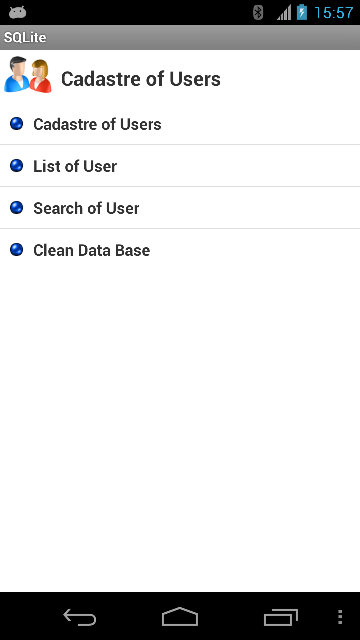 15:57
SQLite
Cadastre of Users
Cadastre of Users
List of User
Search of User
Clean Data Base